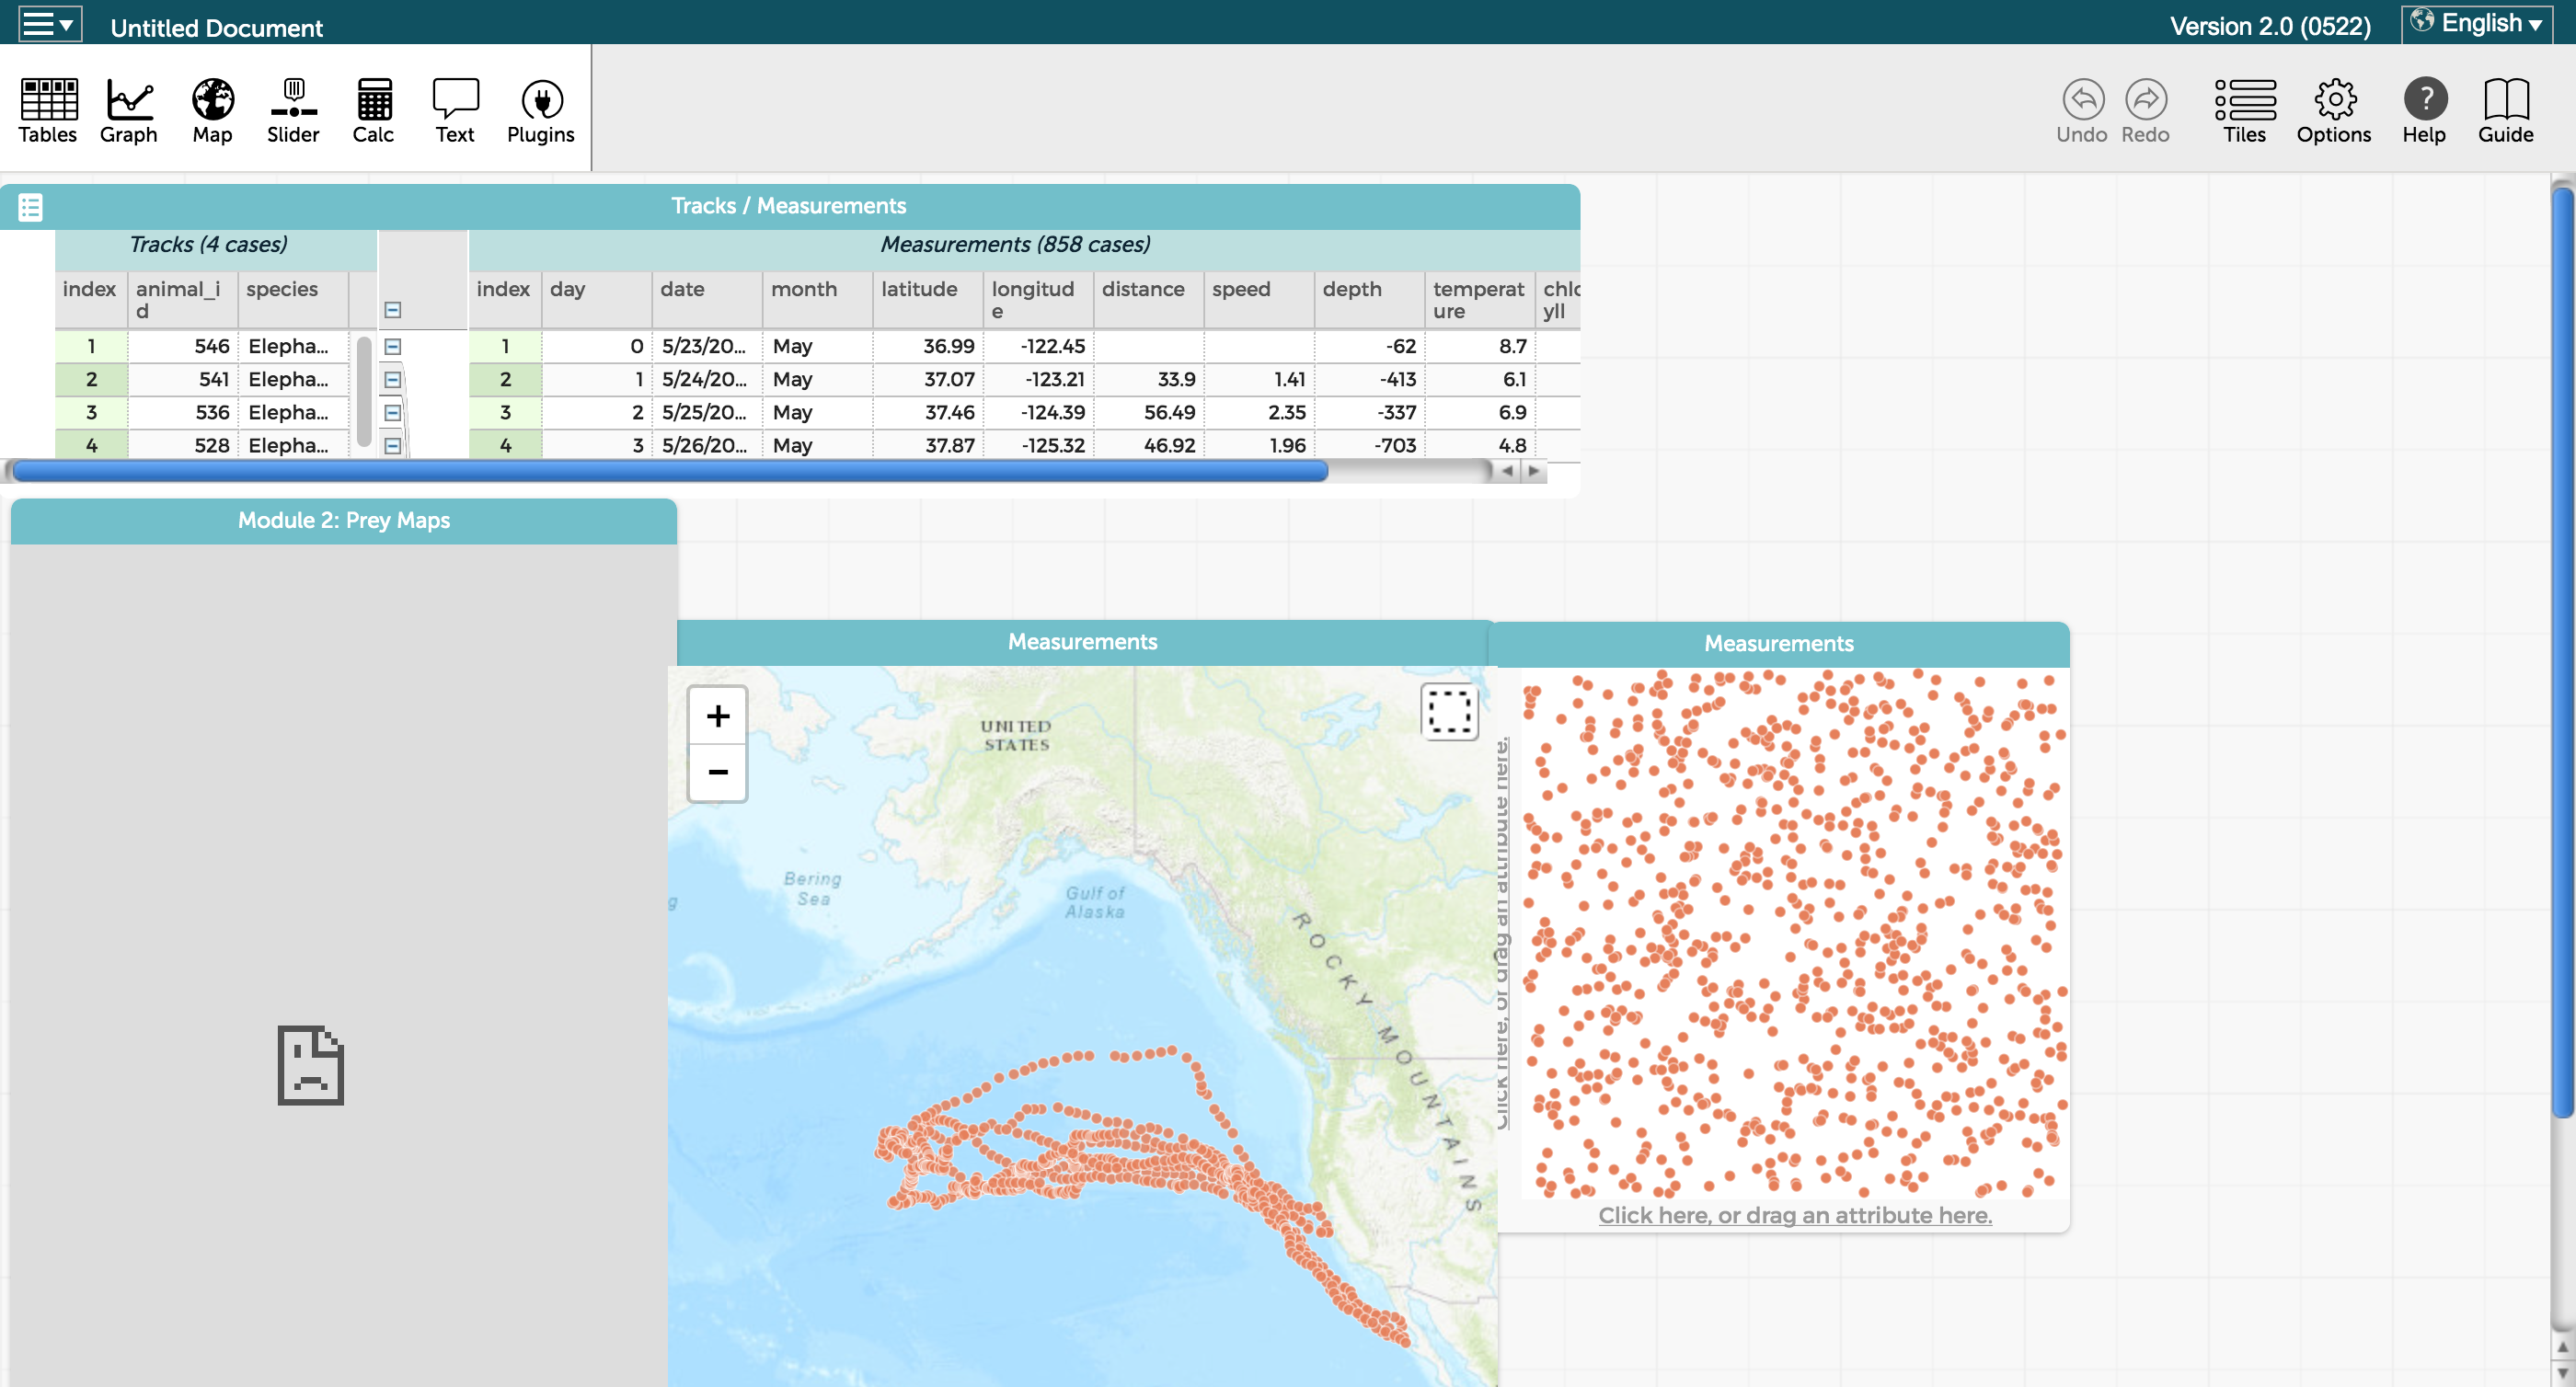 Untitled Document
Version 2.0 (0522)
English
Tables
Graph
Map
Slider
Calc
Text
Plugins
Undo
Redo
Tiles
Options
Help
Guide
Tracks / Measurements
Tracks (4 cases)
Measurements (858 cases)
index animal_i species index day date month latitude longitud distance speed depth temperat chlo
d e ure yll
1 546 Elepha... 1 0 5/23/20... May 36.99 -122.45 -62 8.7
2 541 Elepha... 2 1 5/24/20... May 37.07 -123.21 33.9 1.41 -413 6.1
3 536 Elepha... 3 2 5/25/20... May 37.46 -124.39 56.49 2.35 -337 6.9
4 528 Elepha... 4 3 5/26/20... May 37.87 -125.32 46.92 1.96 -703 4.8
Module 2: Prey Maps
Measurements
+
−
UNITED
STATES
Bering
Sea
g
Gulf of
Alaska
ROCKY MOUNTAINS
Measurements
Click here, or drag an attribute here.
Click here, or drag an attribute here.